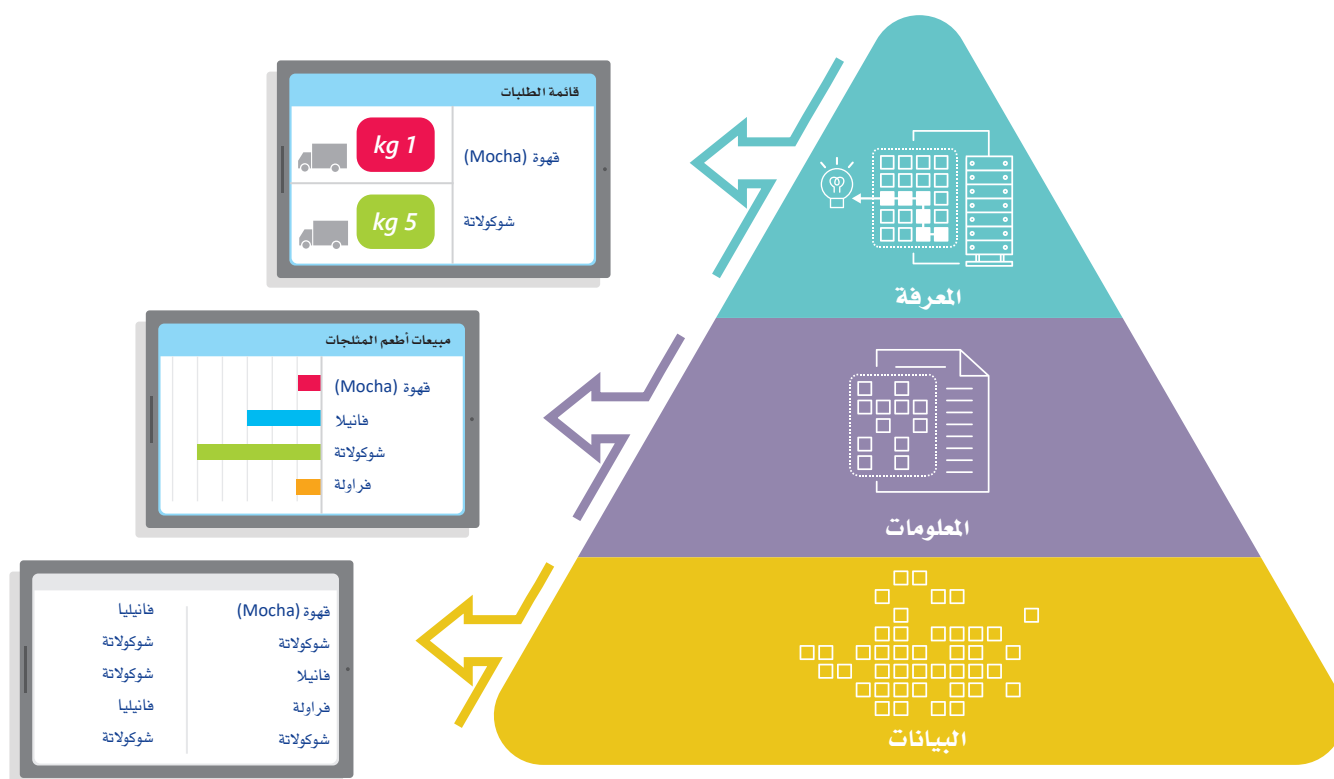 قائمة الطلبات
قهوة (Mocha)
kg 1
شوكولاتة
kg 5
المعرفة
مبيعات أطعم المثلجات
قهوة (Mocha)
فانيلا
شوكولاتة
فراولة
المعلومات
قهوة (Mocha) فانيليا
شوكولاتة شوكولاتة
فانيلا شوكولاتة
فراولة فانيليا
شوكولاتة شوكولاتة
البيانات